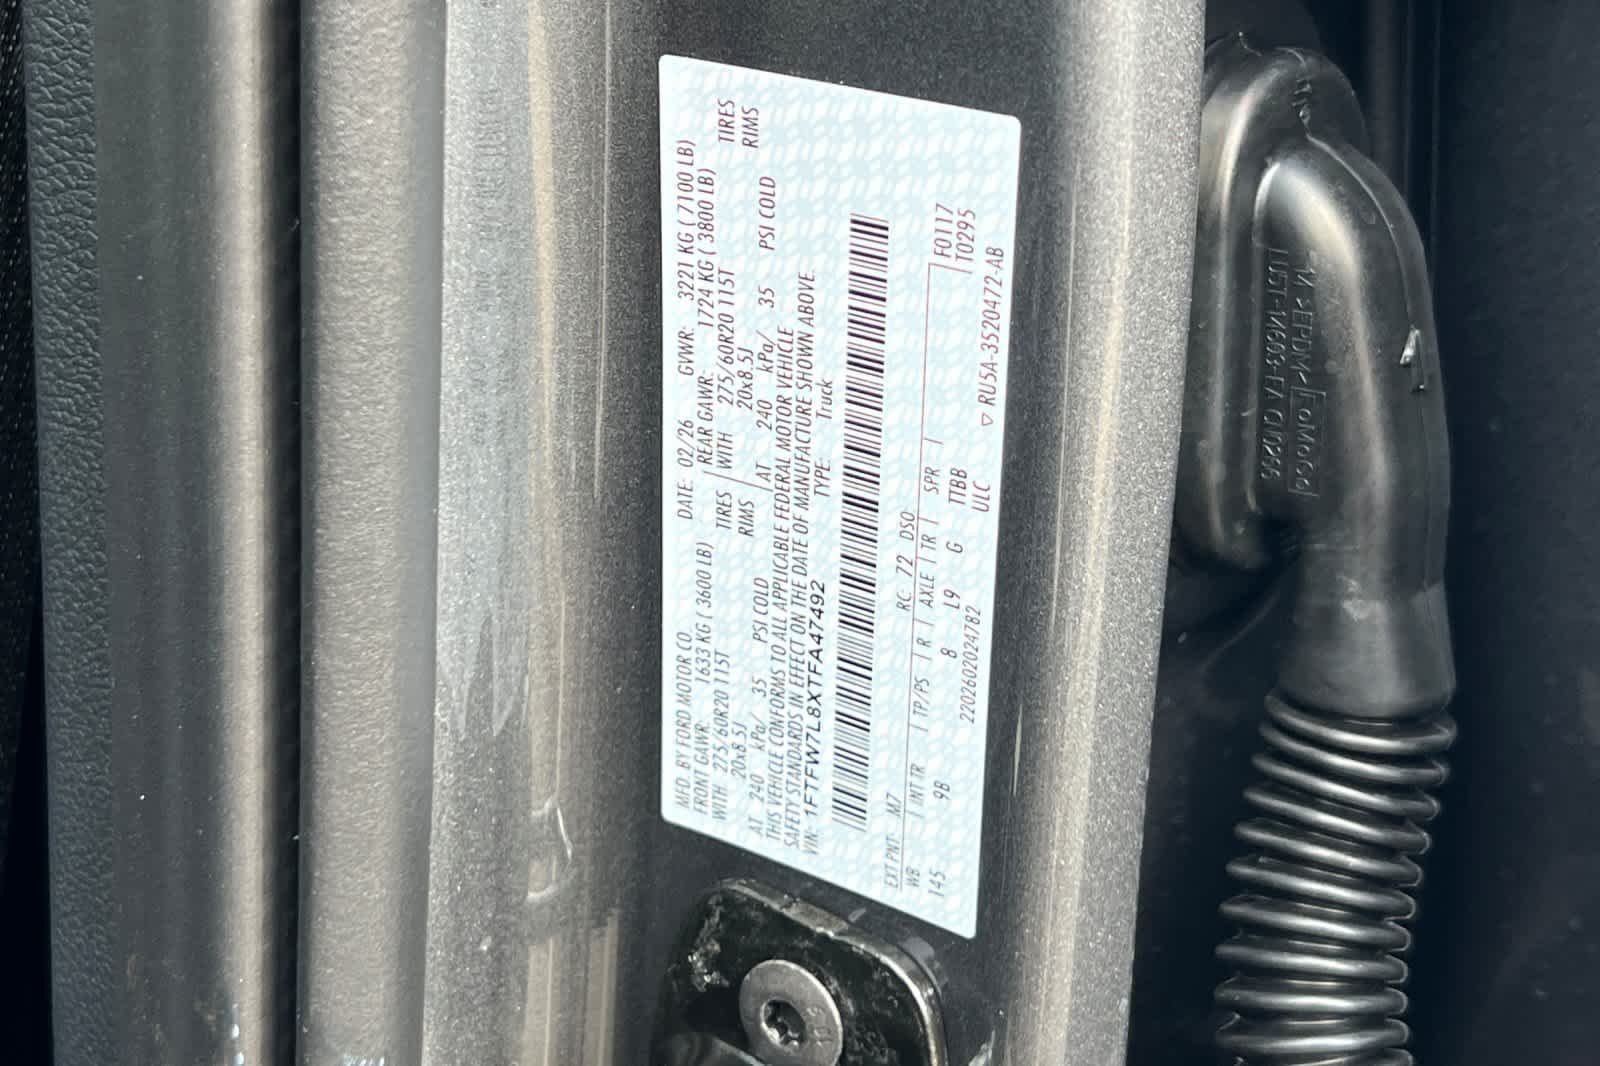 MFD. BY FORD MOTOR CO.
DATE: 02/26 GVWR: 3221 KG ( 7100 LB)
FRONT GAWR: 1633 KG ( 3600 LB)
REAR GAWR: 1724 KG ( 3800 LB)
WITH 275/60R20 115T TIRES
WITH 275/60R20 115T TIRES
20x8.5J RIMS
20x8.5J RIMS
AT 240 kPa/ 35 PSI COLD
AT 240 kPa/ 35 PSI COLD
THIS VEHICLE CONFORMS TO ALL APPLICABLE FEDERAL MOTOR VEHICLE
SAFETY STANDARDS IN EFFECT ON THE DATE OF MANUFACTURE SHOWN ABOVE.
VIN: 1FTFW7L8XTFA47492
TYPE: Truck
EXT PNT: M7 RC: 72 DSO F0117
WB INT TR TP/PS R AXLE TR SPR T0295
145 9B 8 L9 G TTBB
2202602024782 ULC ▽ RU5A-3520472-AB
>EPDM< FoMoCo